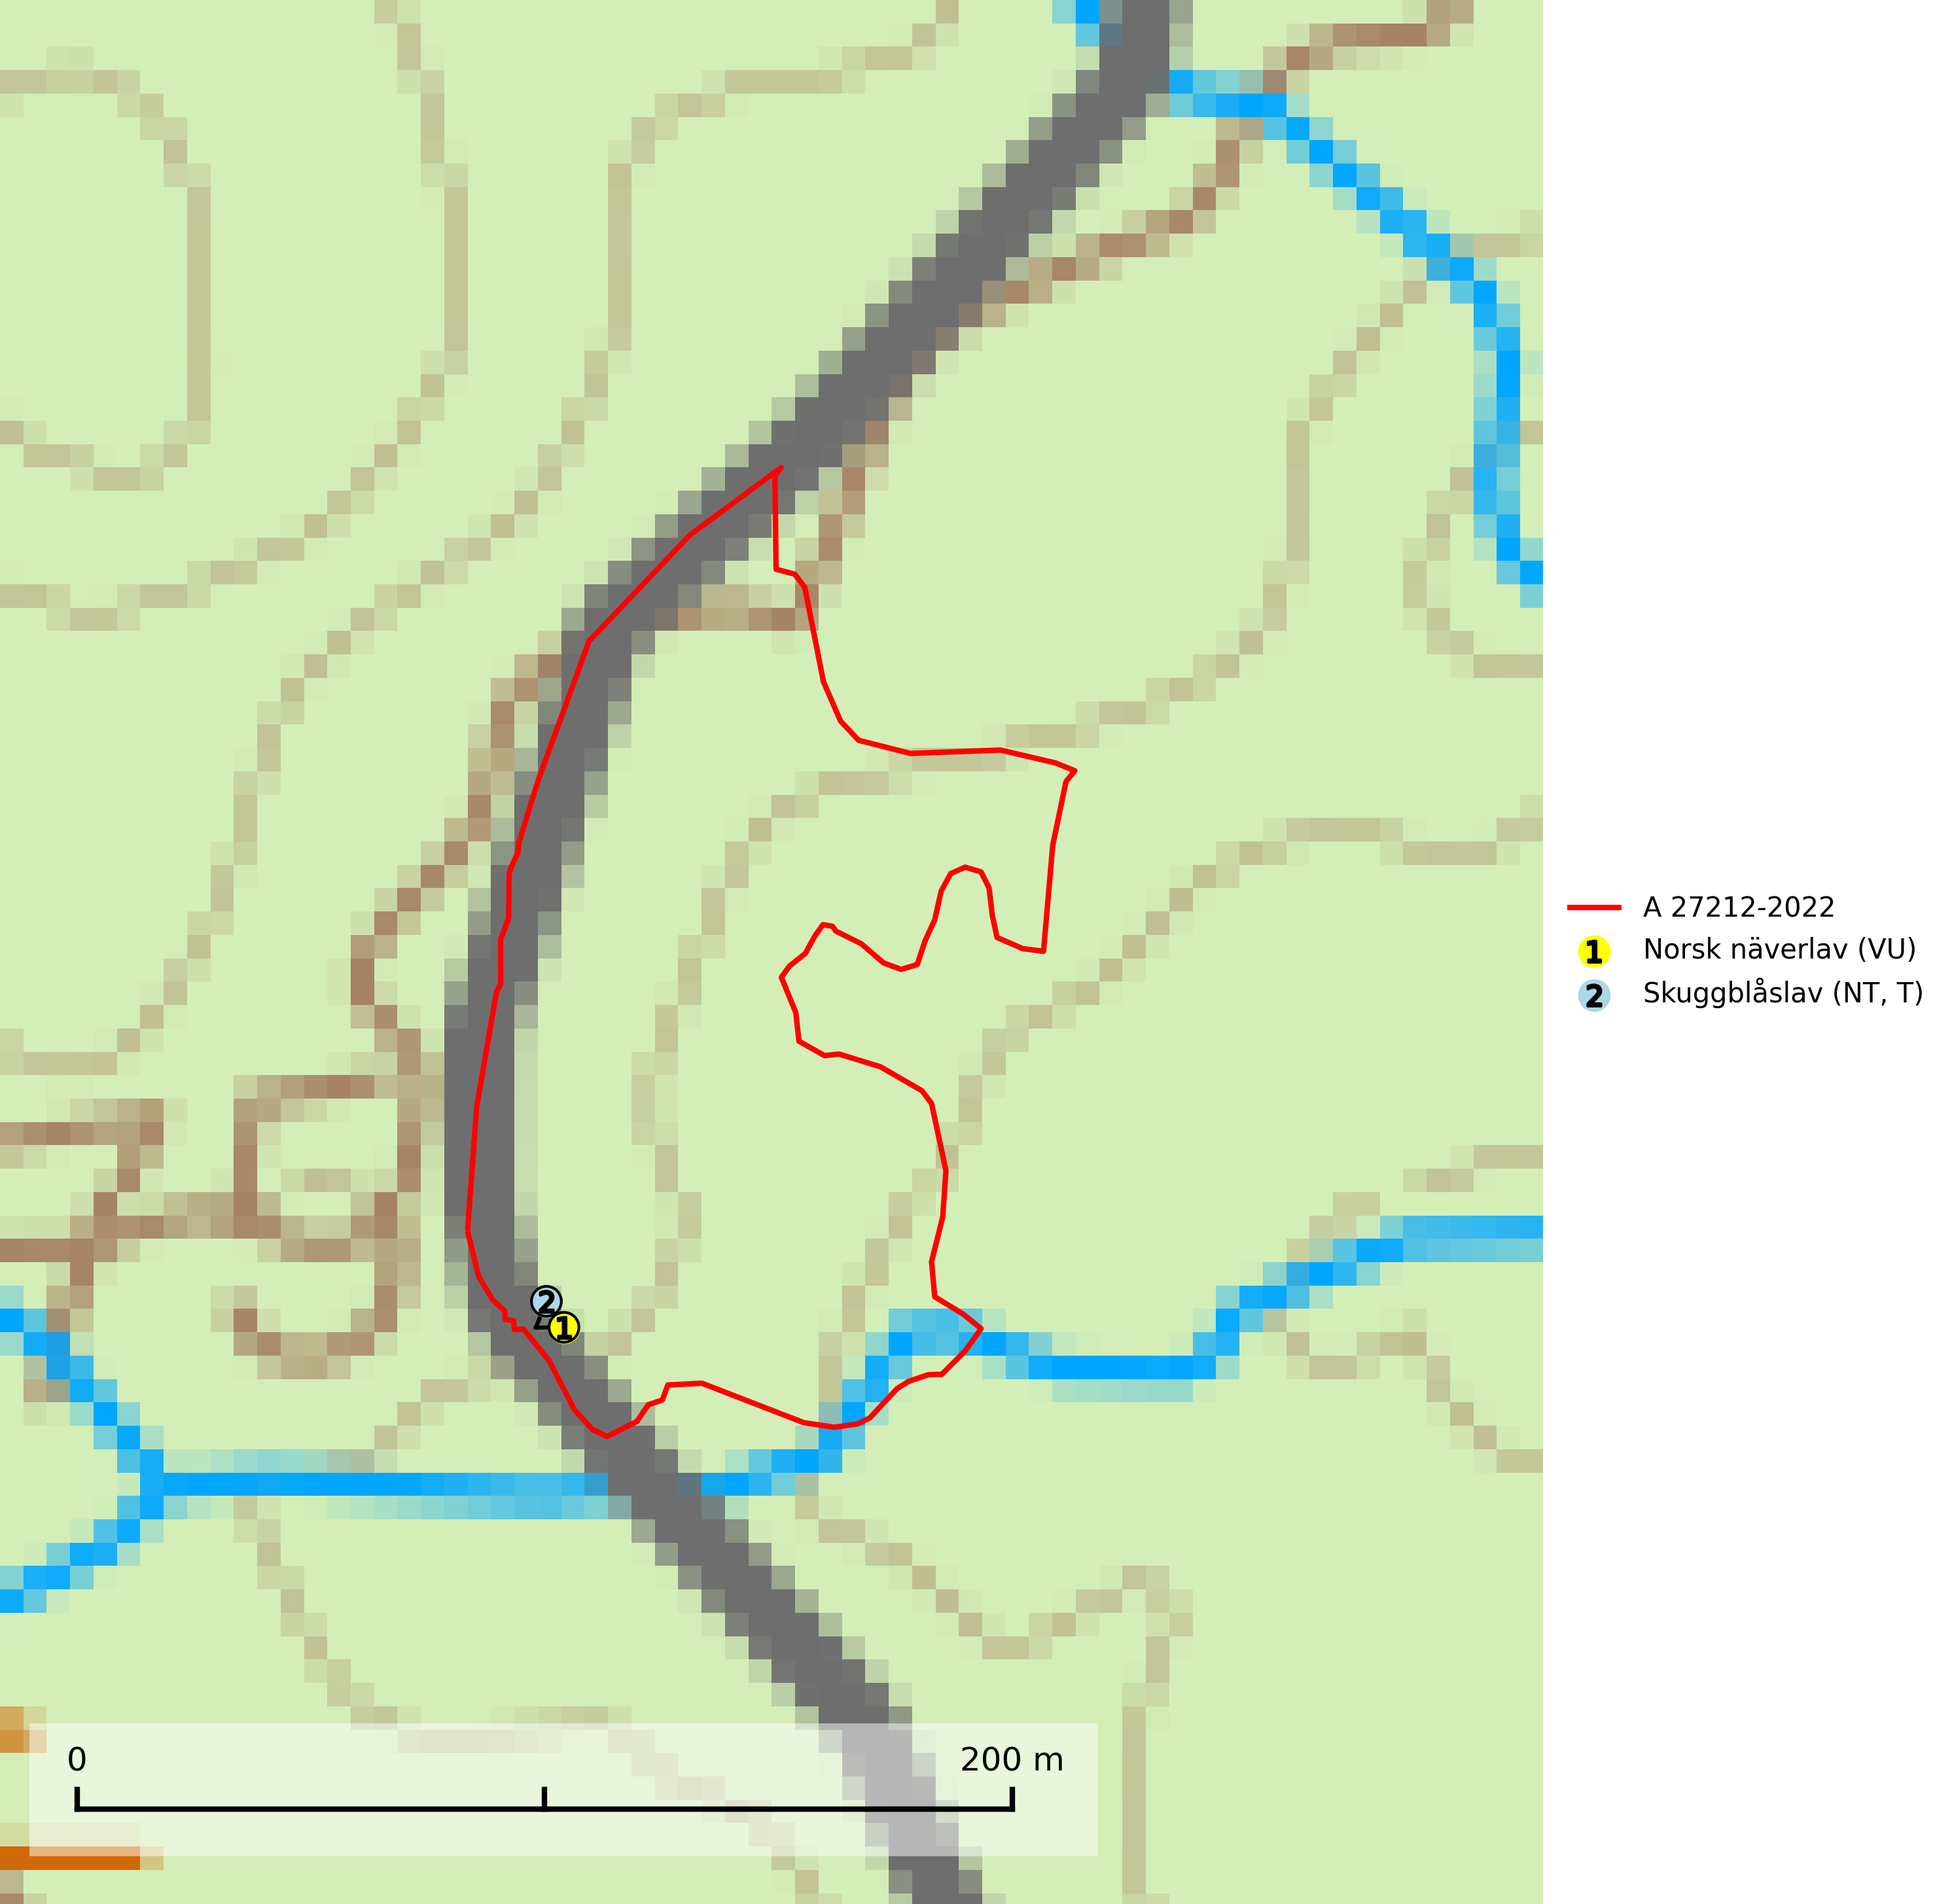 A 27212-2022
1 Norsk näverlav (VU)
2 Skuggblåslav (NT, T)
2
1
0 200 m